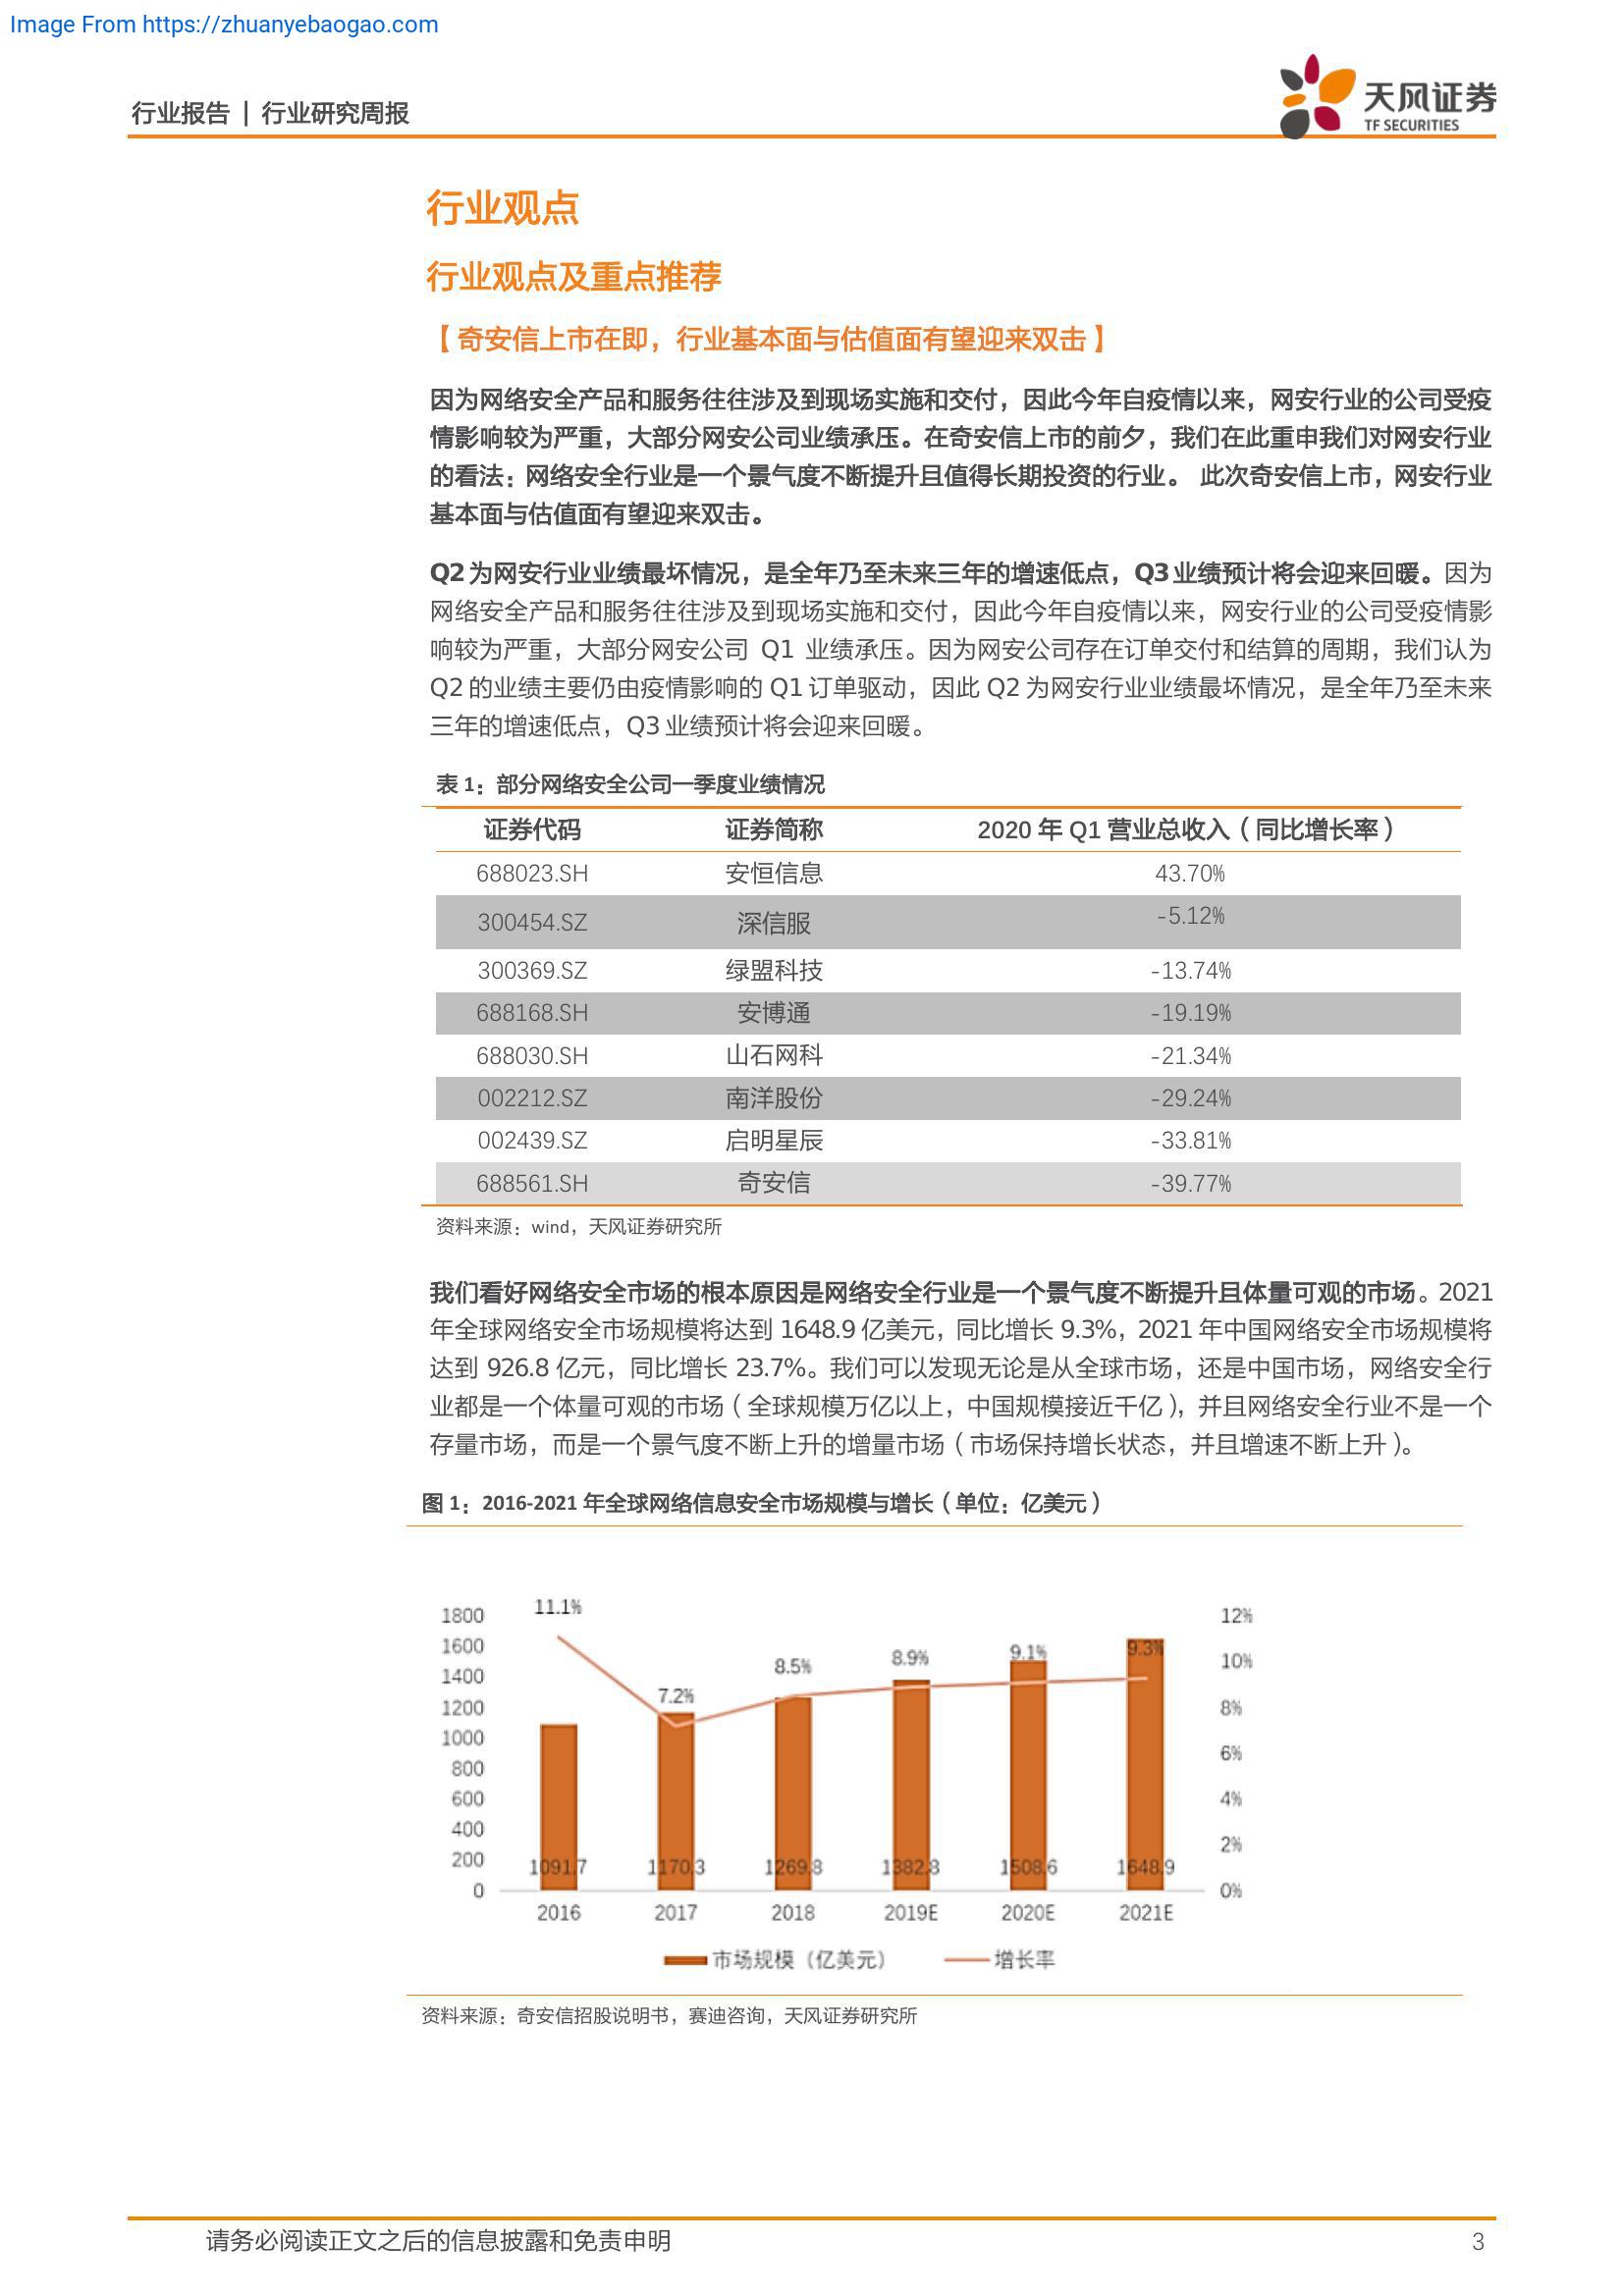 Image From https://zhuanyebaogao.com
行业报告 | 行业研究周报
天风证券
TF SECURITIES
行业观点
行业观点及重点推荐
【奇安信上市在即，行业基本面与估值面有望迎来双击】
因为网络安全产品和服务往往涉及到现场实施和交付，因此今年自疫情以来，网安行业的公司受疫
情影响较为严重，大部分网安公司业绩承压。在奇安信上市的前夕，我们在此重申我们对网安行业
的看法：网络安全行业是一个景气度不断提升且值得长期投资的行业。 此次奇安信上市，网安行业
基本面与估值面有望迎来双击。
Q2 为网安行业业绩最坏情况，是全年乃至未来三年的增速低点，Q3 业绩预计将会迎来回暖。因为
网络安全产品和服务往往涉及到现场实施和交付，因此今年自疫情以来，网安行业的公司受疫情影
响较为严重，大部分网安公司 Q1 业绩承压。因为网安公司存在订单交付和结算的周期，我们认为
Q2 的业绩主要仍由疫情影响的 Q1 订单驱动，因此 Q2 为网安行业业绩最坏情况，是全年乃至未来
三年的增速低点，Q3 业绩预计将会迎来回暖。
表 1：部分网络安全公司一季度业绩情况
证券代码 证券简称 2020 年 Q1 营业总收入（同比增长率）
688023.SH 安恒信息 43.70%
300454.SZ 深信服 -5.12%
300369.SZ 绿盟科技 -13.74%
688168.SH 安博通 -19.19%
688030.SH 山石网科 -21.34%
002212.SZ 南洋股份 -29.24%
002439.SZ 启明星辰 -33.81%
688561.SH 奇安信 -39.77%
资料来源：wind，天风证券研究所
我们看好网络安全市场的根本原因是网络安全行业是一个景气度不断提升且体量可观的市场。2021
年全球网络安全市场规模将达到 1648.9 亿美元，同比增长 9.3%，2021 年中国网络安全市场规模将
达到 926.8 亿元，同比增长 23.7%。我们可以发现无论是从全球市场，还是中国市场，网络安全行
业都是一个体量可观的市场（全球规模万亿以上，中国规模接近千亿），并且网络安全行业不是一个
存量市场，而是一个景气度不断上升的增量市场（市场保持增长状态，并且增速不断上升）。
图 1：2016-2021 年全球网络信息安全市场规模与增长（单位：亿美元）
11.1% 7.2% 8.5% 8.9% 9.1% 9.3%
1800 12%
1600
1400 10%
1200 8%
1000
800 6%
600 4%
400
200 2%
0 0%
1091.7 1170.3 1269.8 1382.8 1508.6 1648.9
2016 2017 2018 2019E 2020E 2021E
市场规模（亿美元） 增长率
资料来源：奇安信招股说明书，赛迪咨询，天风证券研究所
请务必阅读正文之后的信息披露和免责申明 3